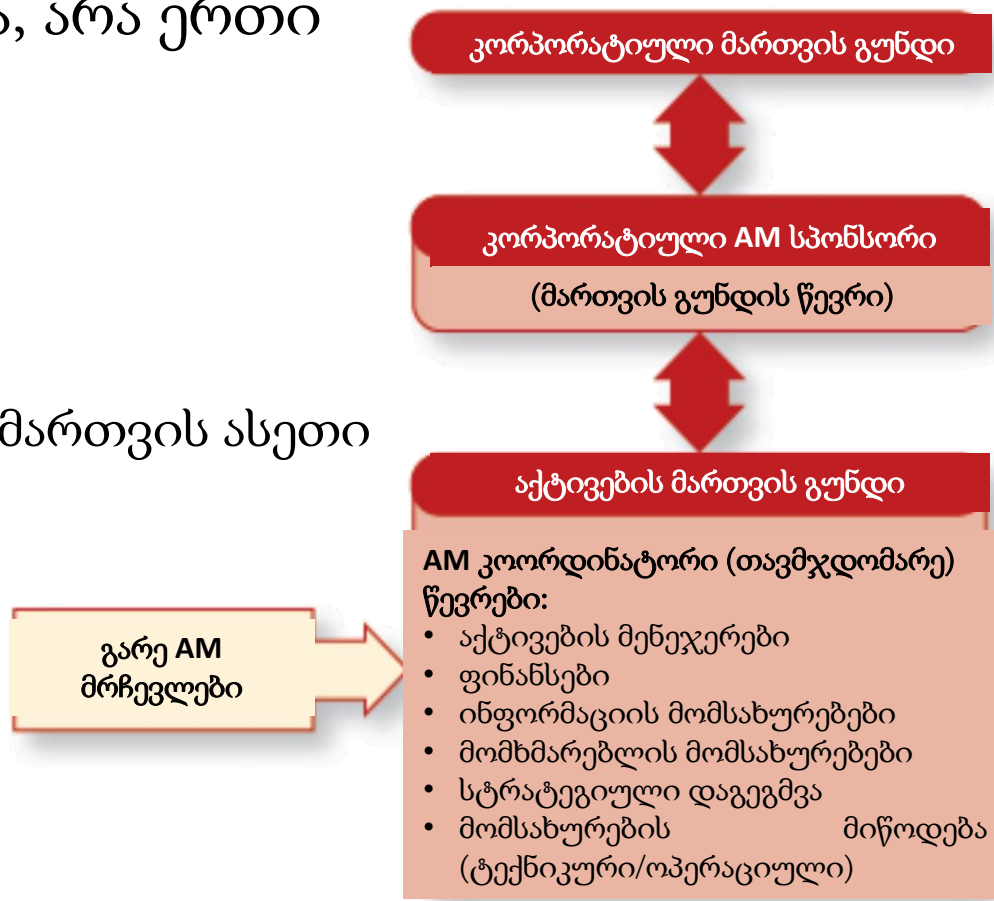 ა, არა ერთი
მართვის ასეთი
კორპორატიული მართვის გუნდი
კორპორატიული AM სპონსორი
(მართვის გუნდის წევრი)
აქტივების მართვის გუნდი
გარე AM
მრჩევლები
AM კოორდინატორი (თავმჯდომარე)
წევრები:
• აქტივების მენეჯერები
• ფინანსები
• ინფორმაციის მომსახურებები
• მომხმარებლის მომსახურებები
• სტრატეგიული დაგეგმვა
• მომსახურების მიწოდება
(ტექნიკური/ოპერაციული)